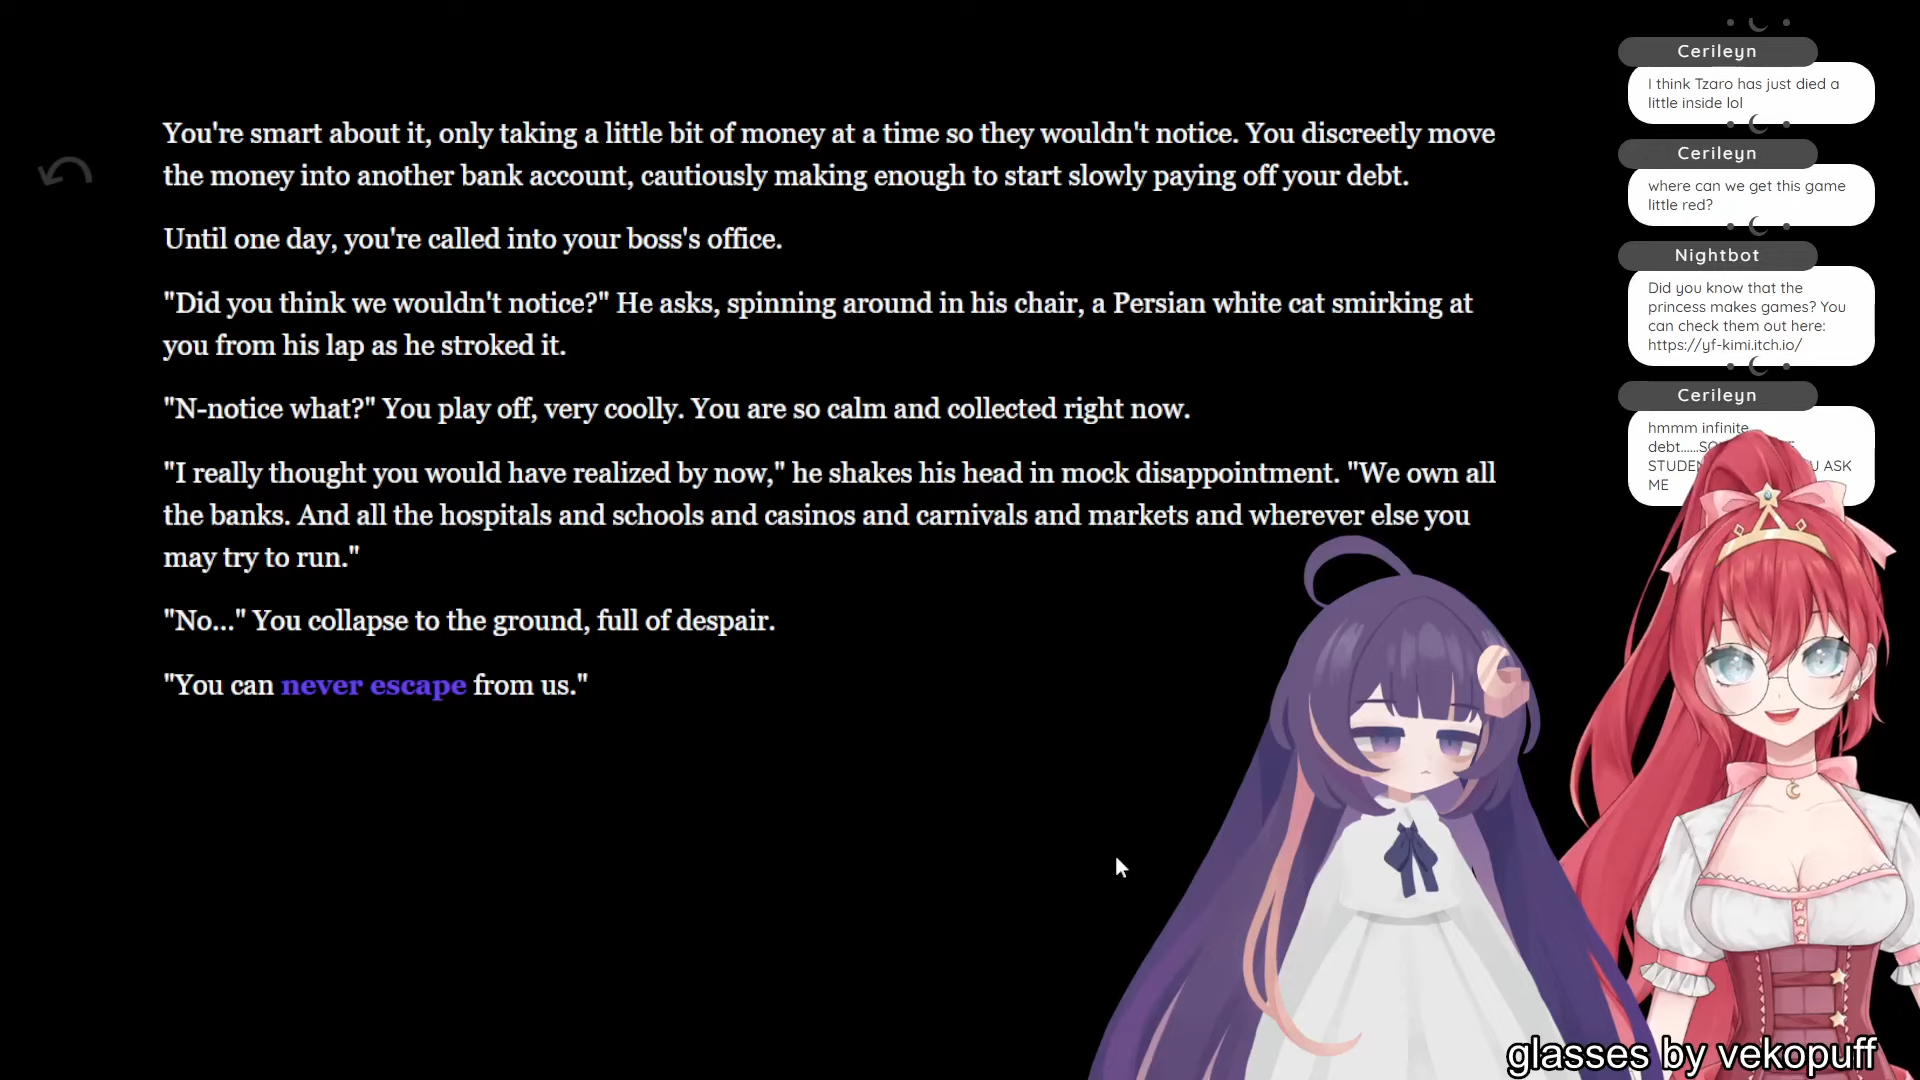 You're smart about it, only taking a little bit of money at a time so they wouldn't notice. You discreetly move
the money into another bank account, cautiously making enough to start slowly paying off your debt.
Until one day, you're called into your boss's office.
"Did you think we wouldn't notice?" He asks, spinning around in his chair, a Persian white cat smirking at
you from his lap as he stroked it.
"N-notice what?" You play off, very coolly. You are so calm and collected right now.
"I really thought you would have realized by now," he shakes his head in mock disappointment. "We own all
the banks. And all the hospitals and schools and casinos and carnivals and markets and wherever else you
may try to run."
"No..." You collapse to the ground, full of despair.
"You can never escape from us."
Cerileyn
I think Tzaro has just died a
little inside lol
Cerileyn
where can we get this game
little red?
Nightbot
Did you know that the
princess makes games? You
can check them out here:
https://yf-kimi.itch.io/
Cerileyn
hmmm infinite
ASK
ME
glasses by vekopuff